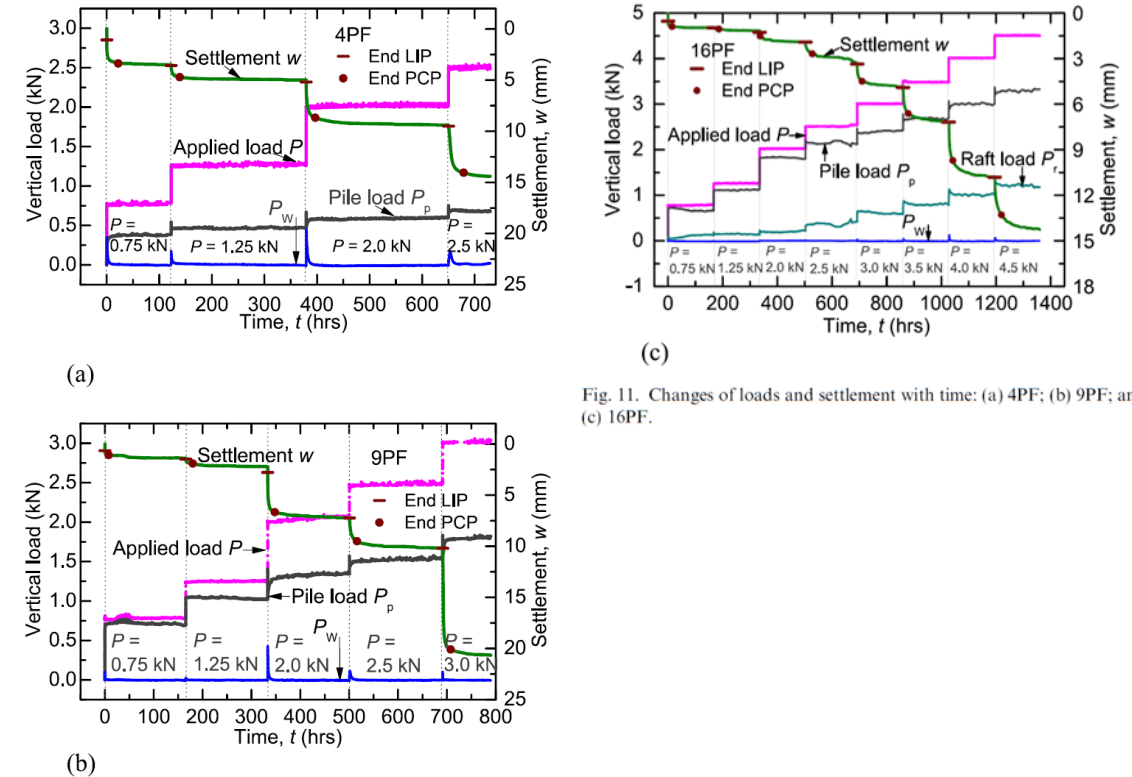 3.0
2.5
2.0
1.5
1.0
0.5
0.0
Vertical load (kN)
0
5
10
15
20
25
Settlement, w (mm)
4PF
End LIP
End PCP
Settlement w
Applied load P
Pile load Pp
PW
P =
0.75 kN
P = 1.25 kN
P = 2.0 kN
P =
2.5 kN
0 100 200 300 400 500 600 700
Time, t (hrs)
(a)
3.0
2.5
2.0
1.5
1.0
0.5
0.0
Vertical load (kN)
0
5
10
15
20
25
Settlement, w (mm)
Settlement w
9PF
End LIP
End PCP
Applied load P
Pile load Pp
PW
P =
0.75 kN
P =
1.25 kN
P =
2.0 kN
P =
2.5 kN
P =
3.0 kN
0 100 200 300 400 500 600 700 800
Time, t (hrs)
(b)
5
4
3
2
1
0
-1
Vertical load (kN)
0
3
6
9
12
15
18
Settlement, w (mm)
16PF
End LIP
End PCP
Settlement w
Applied load P
Pile load Pp
Raft load Pr
PW
P =
0.75 kN
P =
1.25 kN
P =
2.0 kN
P =
2.5 kN
P =
3.0 kN
P =
3.5 kN
P =
4.0 kN
P =
4.5 kN
0 200 400 600 800 1000 1200 1400
Time, t (hrs)
(c)
Fig. 11. Changes of loads and settlement with time: (a) 4PF; (b) 9PF; an
(c) 16PF.